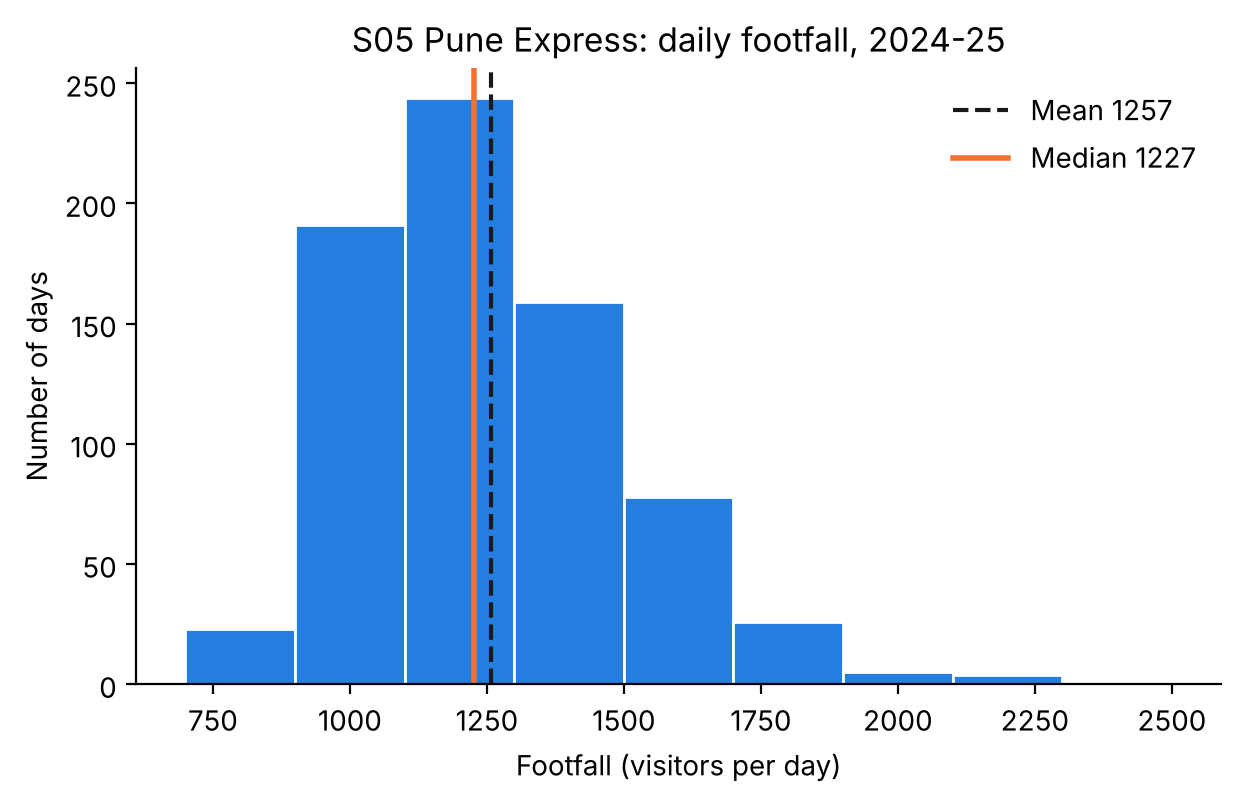 S05 Pune Express: daily footfall, 2024-25
Mean 1257
Median 1227
Number of days
250
200
150
100
50
0
750 1000 1250 1500 1750 2000 2250 2500
Footfall (visitors per day)